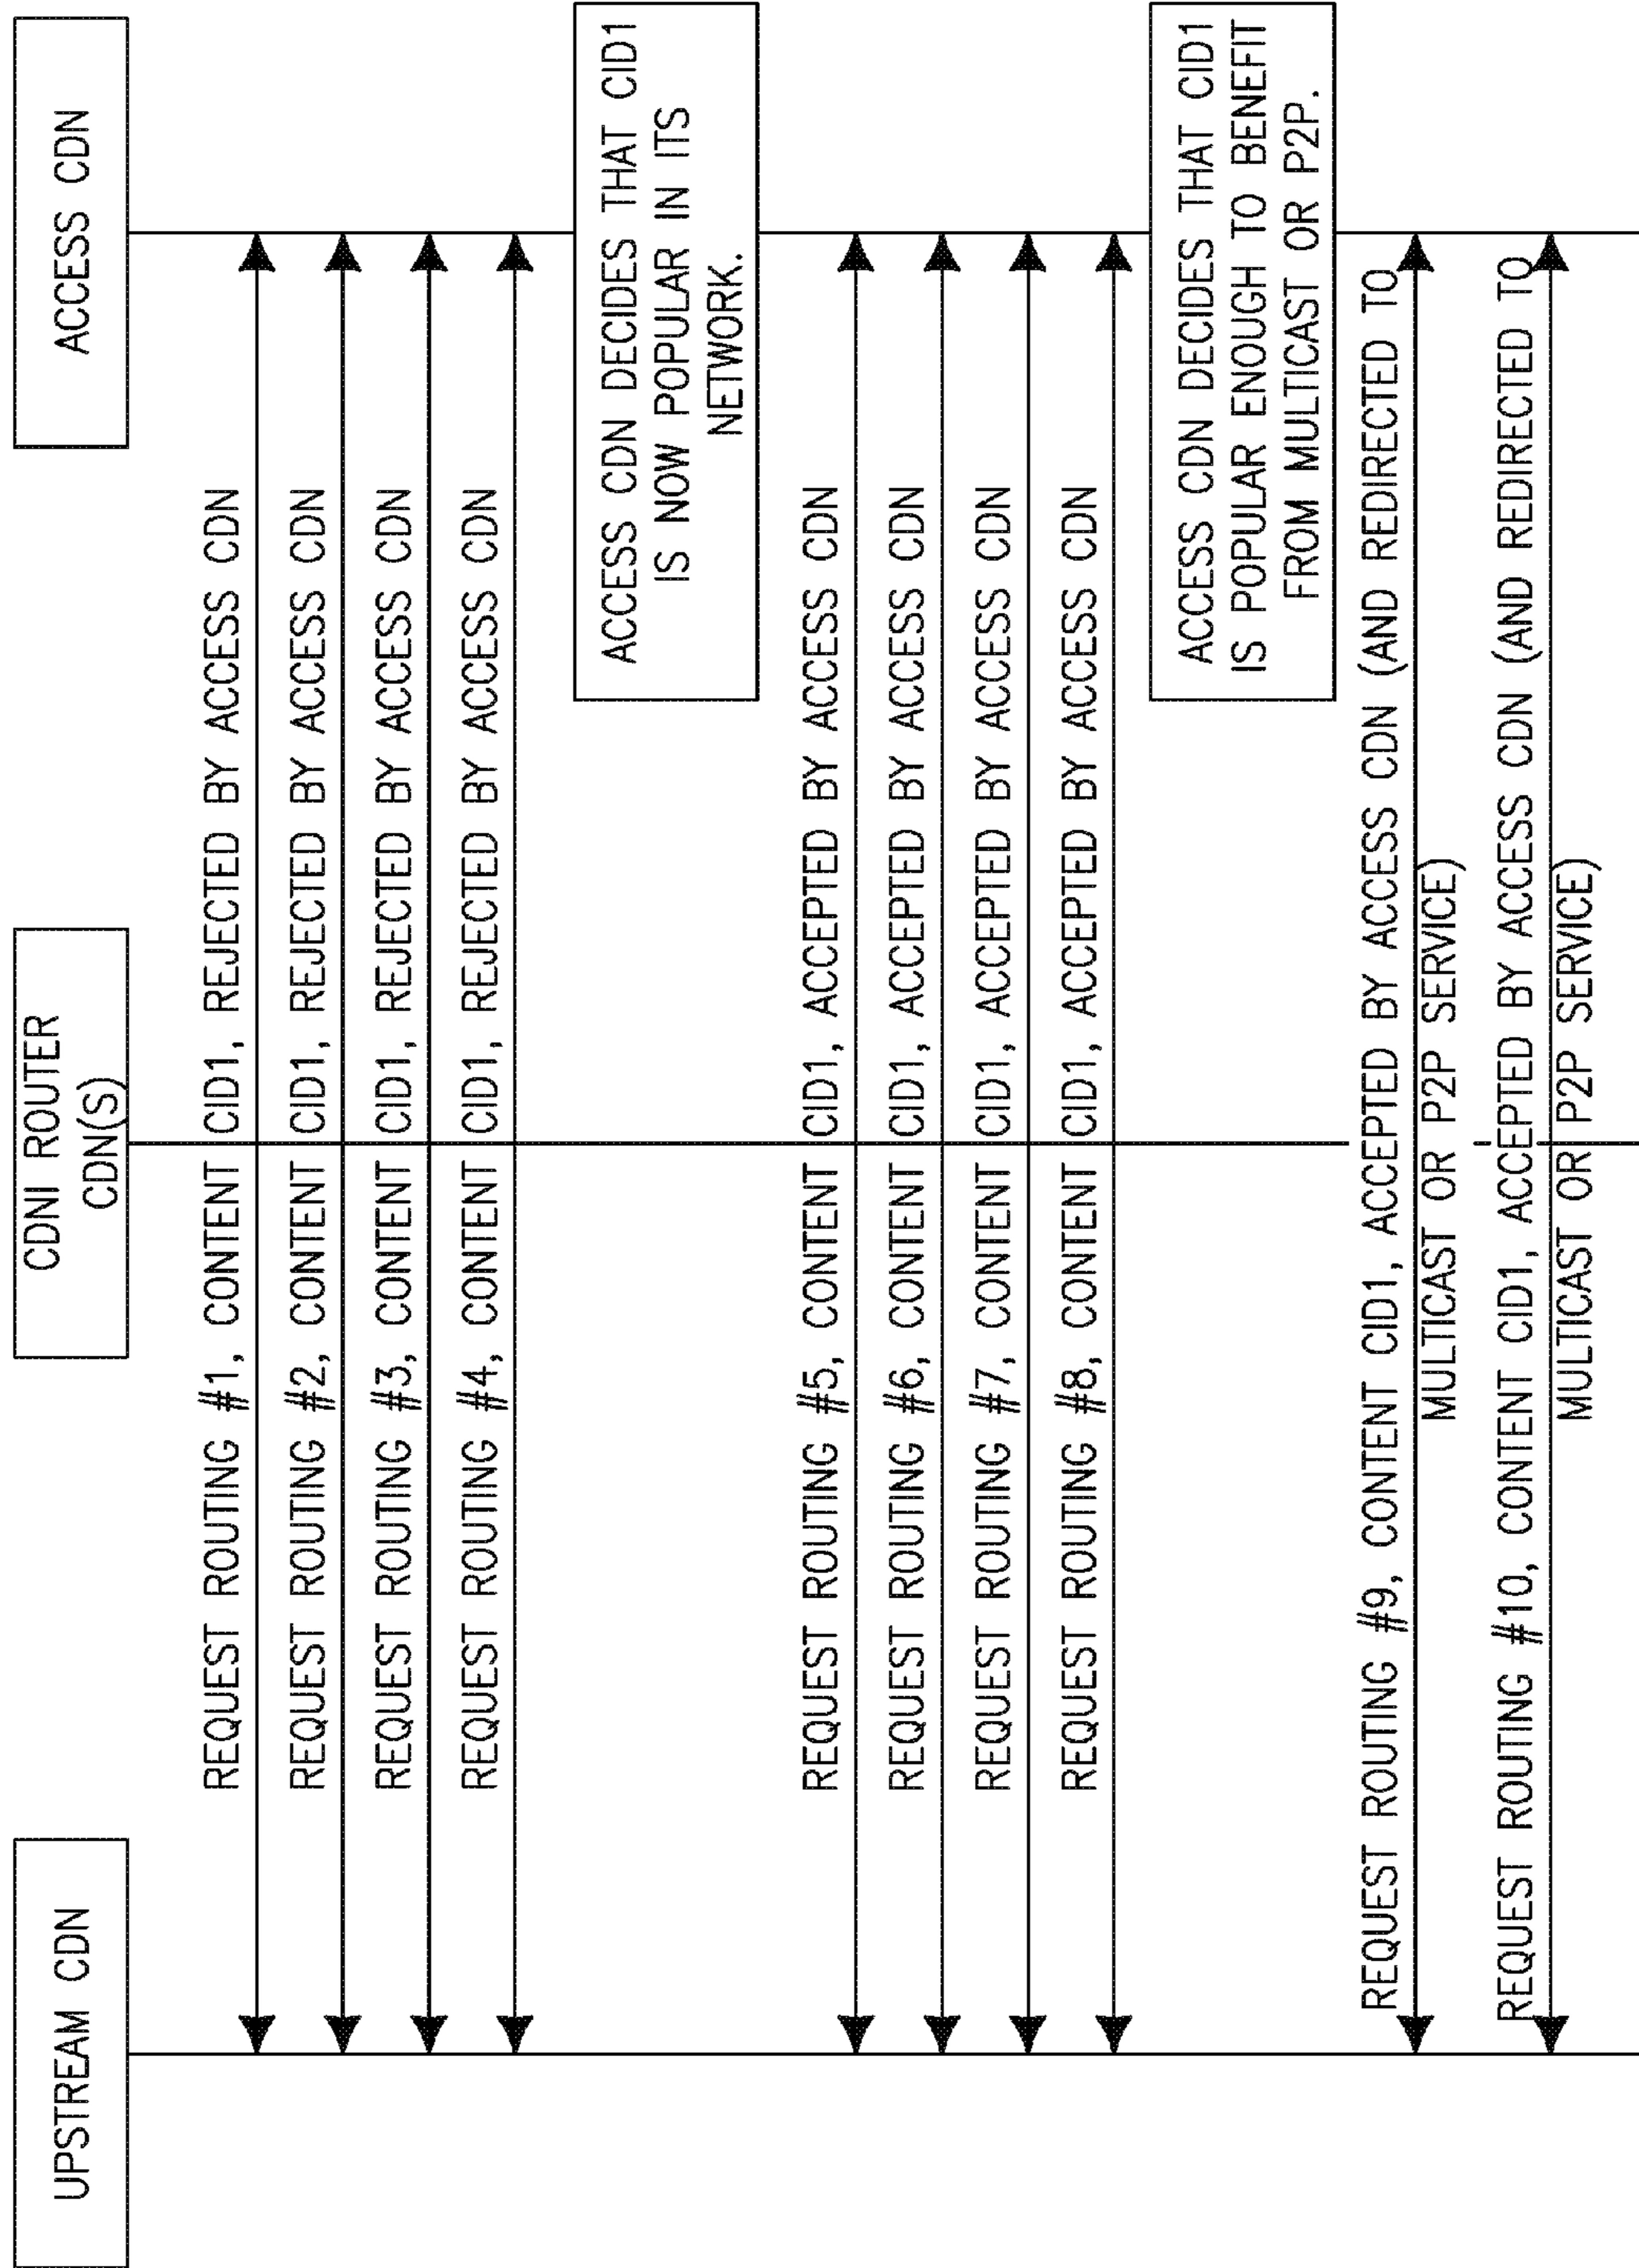 UPSTREAM CDN
CDNI ROUTER
CDN(S)
ACCESS CDN
REQUEST ROUTING #1, CONTENT CID1, REJECTED BY ACCESS CDN
REQUEST ROUTING #2, CONTENT CID1, REJECTED BY ACCESS CDN
REQUEST ROUTING #3, CONTENT CID1, REJECTED BY ACCESS CDN
REQUEST ROUTING #4, CONTENT CID1, REJECTED BY ACCESS CDN
ACCESS CDN DECIDES THAT CID1
IS NOW POPULAR IN ITS
NETWORK.
REQUEST ROUTING #5, CONTENT CID1, ACCEPTED BY ACCESS CDN
REQUEST ROUTING #6, CONTENT CID1, ACCEPTED BY ACCESS CDN
REQUEST ROUTING #7, CONTENT CID1, ACCEPTED BY ACCESS CDN
REQUEST ROUTING #8, CONTENT CID1, ACCEPTED BY ACCESS CDN
ACCESS CDN DECIDES THAT CID1
IS POPULAR ENOUGH TO BENEFIT
FROM MULTICAST OR P2P.
REQUEST ROUTING #9, CONTENT CID1, ACCEPTED BY ACCESS CDN (AND REDIRECTED TO
MULTICAST OR P2P SERVICE)
REQUEST ROUTING #10, CONTENT CID1, ACCEPTED BY ACCESS CDN (AND REDIRECTED TO
MULTICAST OR P2P SERVICE)